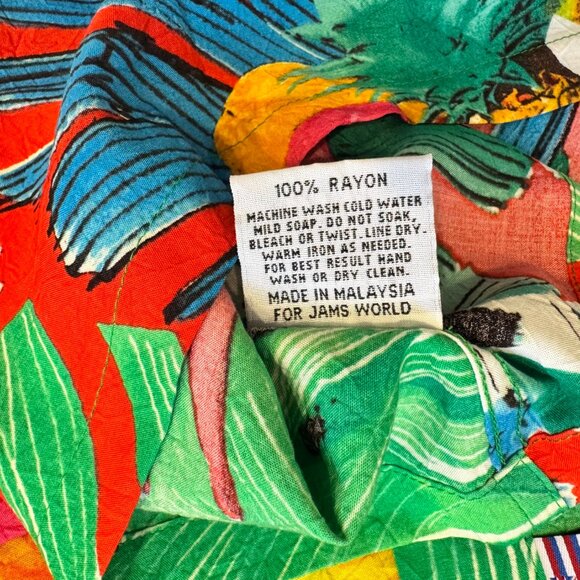 100% RAYON
MACHINE WASH COLD WATER
MILD SOAP. DO NOT SOAK,
BLEACH OR TWIST. LINE DRY.
WARM IRON AS NEEDED.
FOR BEST RESULT HAND
WASH OR DRY CLEAN.
MADE IN MALAYSIA
FOR JAMS WORLD